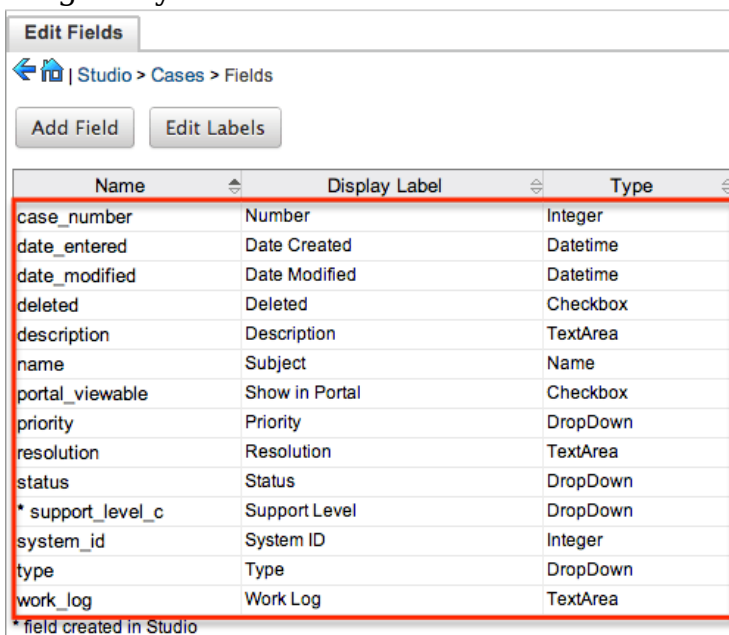 Edit Fields
| Studio > Cases > Fields
Add Field Edit Labels
Name Display Label Type
case_number Number Integer
date_entered Date Created Datetime
date_modified Date Modified Datetime
deleted Deleted Checkbox
description Description TextArea
name Subject Name
portal_viewable Show in Portal Checkbox
priority Priority DropDown
resolution Resolution TextArea
status Status DropDown
* support_level_c Support Level DropDown
system_id System ID Integer
type Type DropDown
work_log Work Log TextArea
* field created in Studio